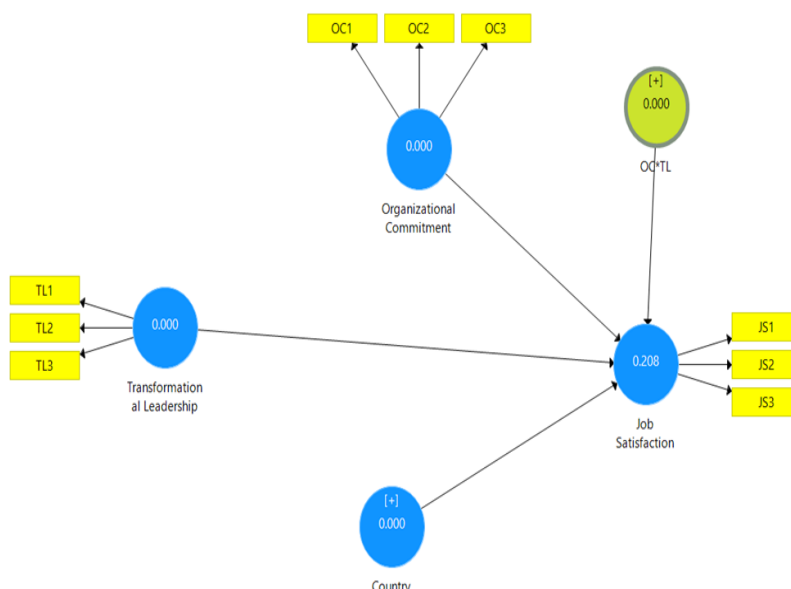 OC1
OC2
OC3
[+]
0.000
OC*TL
0.000
Organizational
Commitment
TL1
TL2
TL3
0.000
Transformation
al Leadership
0.208
Job
Satisfaction
JS1
JS2
JS3
[+]
0.000
Country